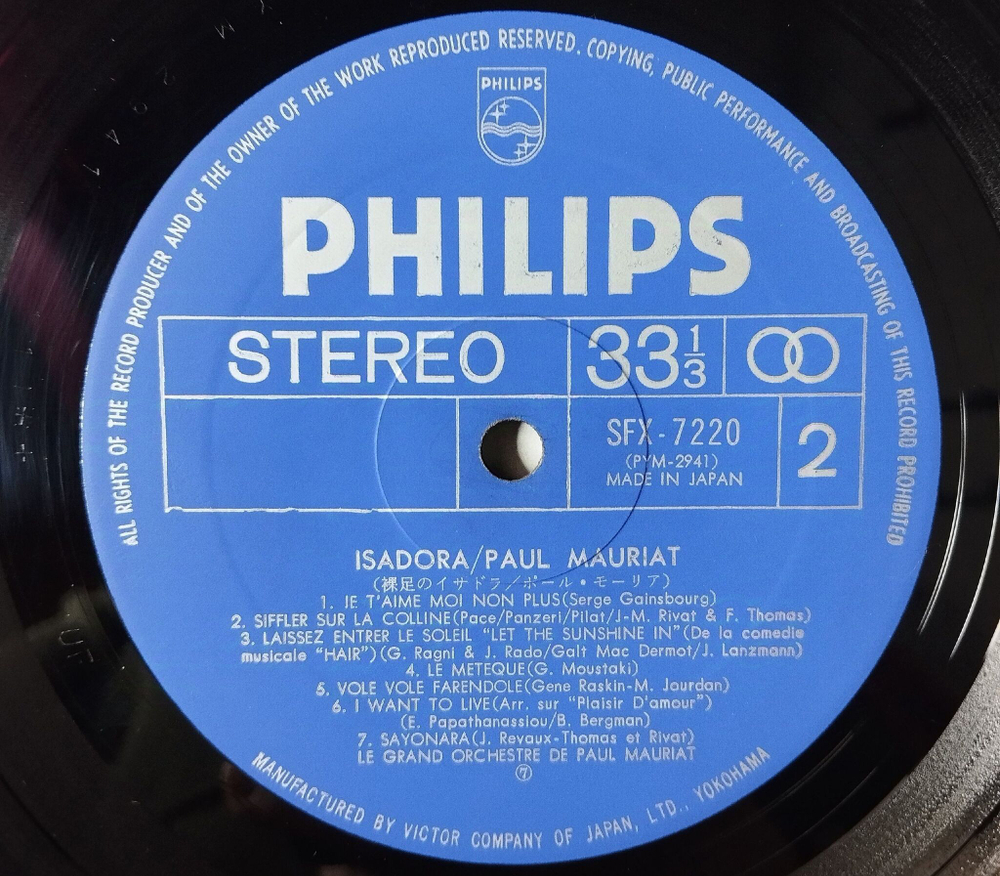 ALL RIGHTS OF THE RECORD PRODUCER AND OF THE OWNER OF THE WORK REPRODUCED RESERVED. COPYING, PUBLIC PERFORMANCE AND BROADCASTING OF THIS RECORD PROHIBITED
PHILIPS
PHILIPS
STEREO
33 1/3
SFX-7220
(PYM-2941)
MADE IN JAPAN
2
ISADORA/PAUL MAURIAT
(裸足のイサドラ/ポール・モーリア)
1. JE T'AIME MOI NON PLUS(Serge Gainsbourg)
2. SIFFLER SUR LA COLLINE(Pace/Panzeri/Pilat/J-M. Rivat & F. Thomas)
3. LAISSEZ ENTRER LE SOLEIL "LET THE SUNSHINE IN"(De la comedie
musicale "HAIR")(G. Ragni & J. Rado/Galt Mac Dermot/J. Lanzmann)
4. LE METEQUE(G. Moustaki)
5. VOLE VOLE FARENDOLE(Gene Raskin-M. Jourdan)
6. I WANT TO LIVE(Arr. sur "Plaisir D'amour")
(E. Papathanassiou/B. Bergman)
7. SAYONARA(J. Revaux-Thomas et Rivat)
LE GRAND ORCHESTRE DE PAUL MAURIAT
⑦
MANUFACTURED BY VICTOR COMPANY OF JAPAN, LTD., YOKOHAMA